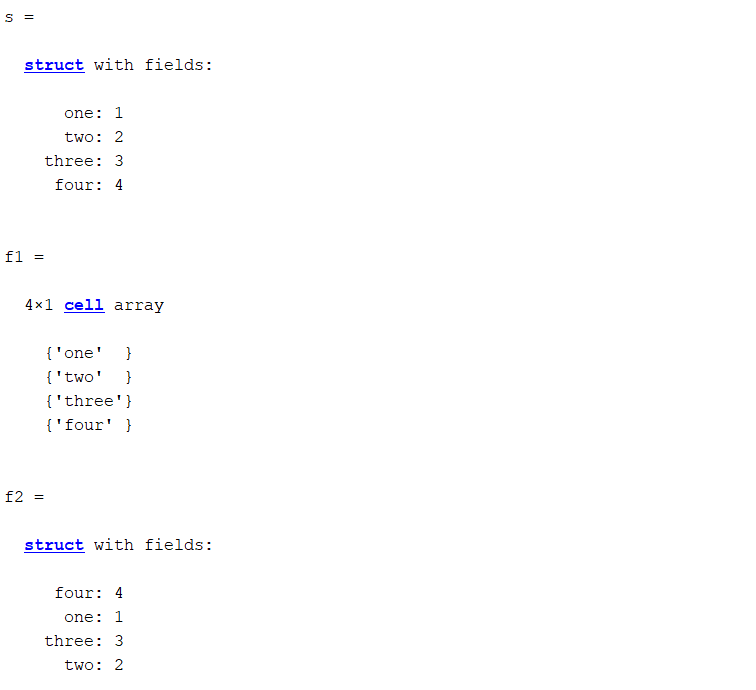 s =
struct with fields:
one: 1
two: 2
three: 3
four: 4
f1 =
4×1 cell array
{'one'  }
{'two'  }
{'three'}
{'four' }
f2 =
struct with fields:
four: 4
one: 1
three: 3
two: 2